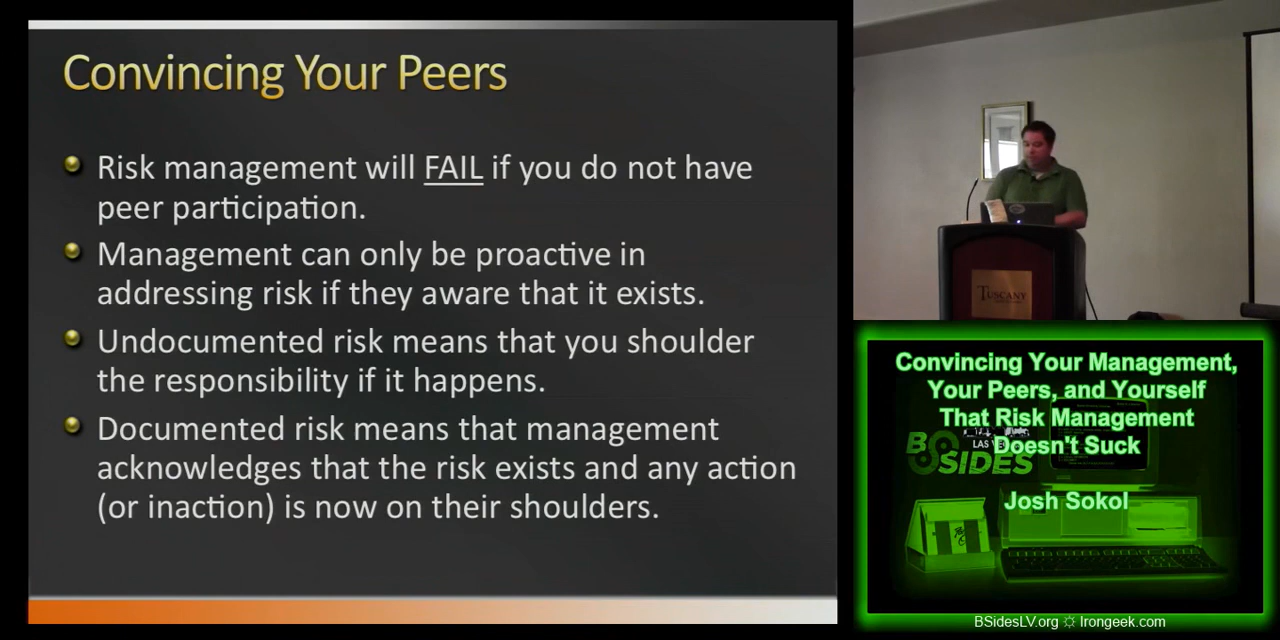 Convincing Your Peers
Risk management will FAIL if you do not have
peer participation.
Management can only be proactive in
addressing risk if they aware that it exists.
Undocumented risk means that you shoulder
the responsibility if it happens.
Documented risk means that management
acknowledges that the risk exists and any action
(or inaction) is now on their shoulders.
TUSCANY
Convincing Your Management,
Your Peers, and Yourself
That Risk Management
Doesn't Suck
LAS VE
BSIDES
Josh Sokol
BSidesLV.org ☼ Irongeek.com